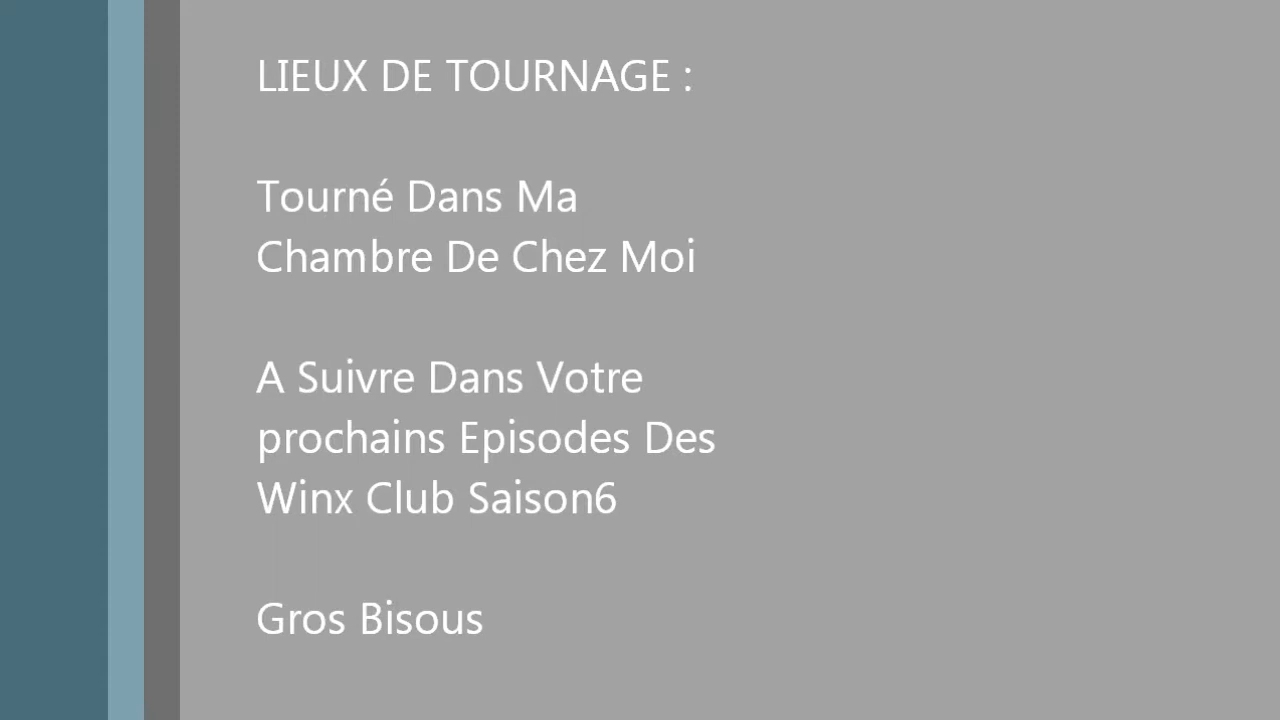 LIEUX DE TOURNAGE :
Tourné Dans Ma
Chambre De Chez Moi
A Suivre Dans Votre
prochains Episodes Des
Winx Club Saison6
Gros Bisous